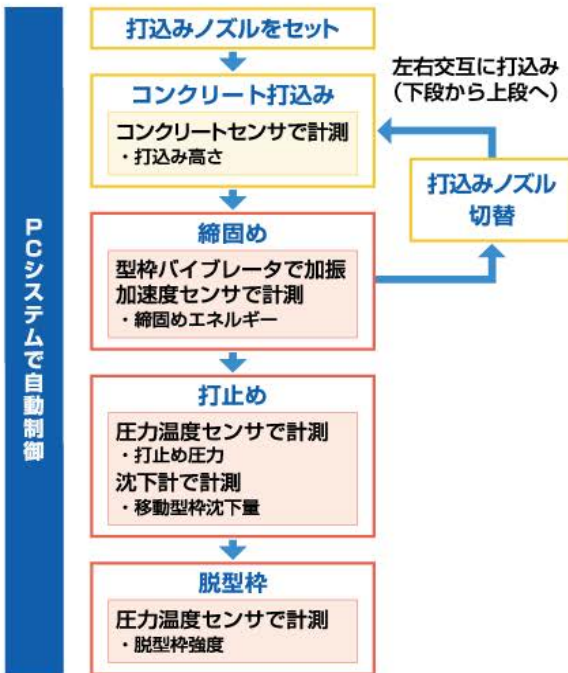 PCシステムで自動制御
打込みノズルをセット
コンクリート打込み
コンクリートセンサで計測
・打込み高さ
左右交互に打込み
（下段から上段へ）
打込みノズル
切替
締固め
型枠バイブレータで加振
加速度センサで計測
・締固めエネルギー
打止め
圧力温度センサで計測
・打止め圧力
沈下計で計測
・移動型枠沈下量
脱型枠
圧力温度センサで計測
・脱型枠強度